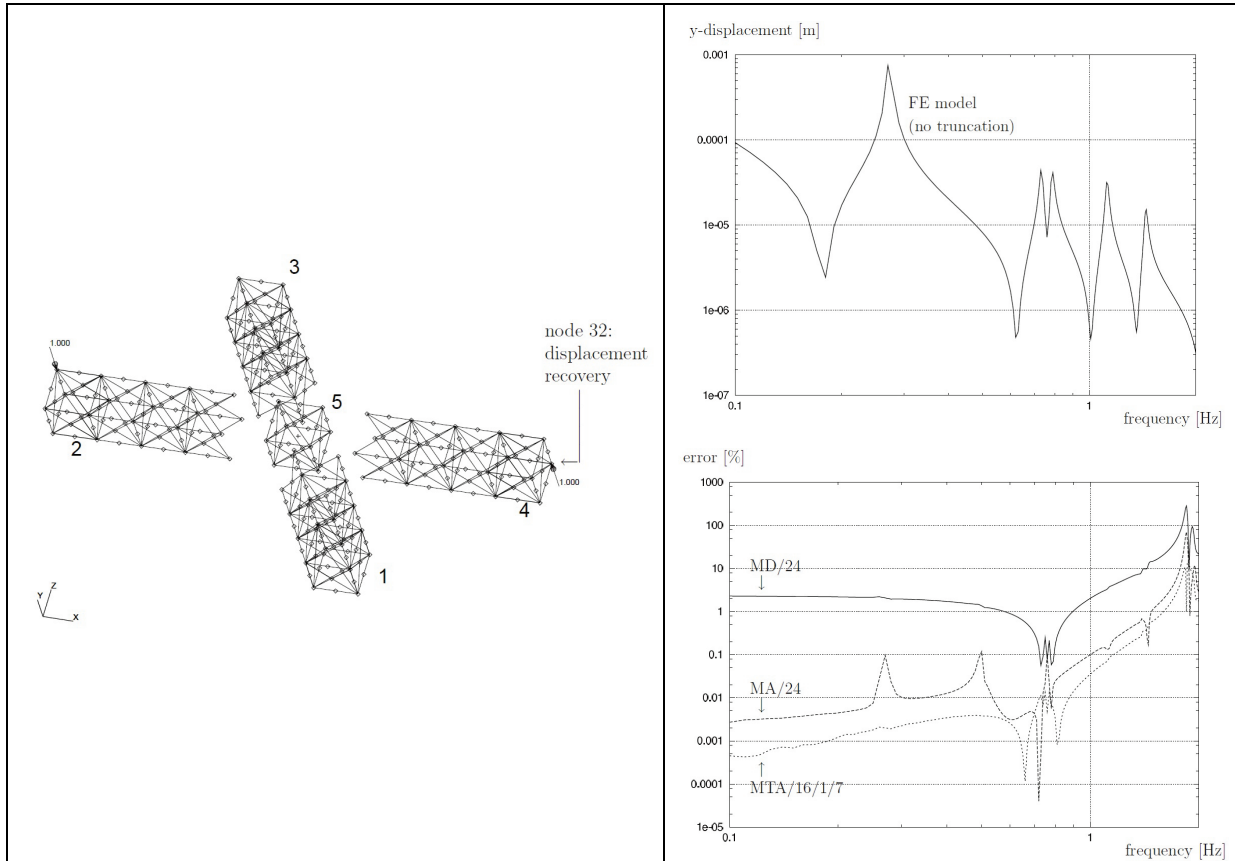 3
1.000
node 32:
displacement
recovery
5
2
4
1.000
1
Z
Y
X
y-displacement [m]
0.001
FE model
(no truncation)
0.0001
1e-05
1e-06
1e-07
0.1
1
frequency [Hz]
error [%]
1000
100
MD/24
10
1
0.1
MA/24
0.01
0.001
0.0001
MTA/16/1/7
1e-05
0.1
1
frequency [Hz]